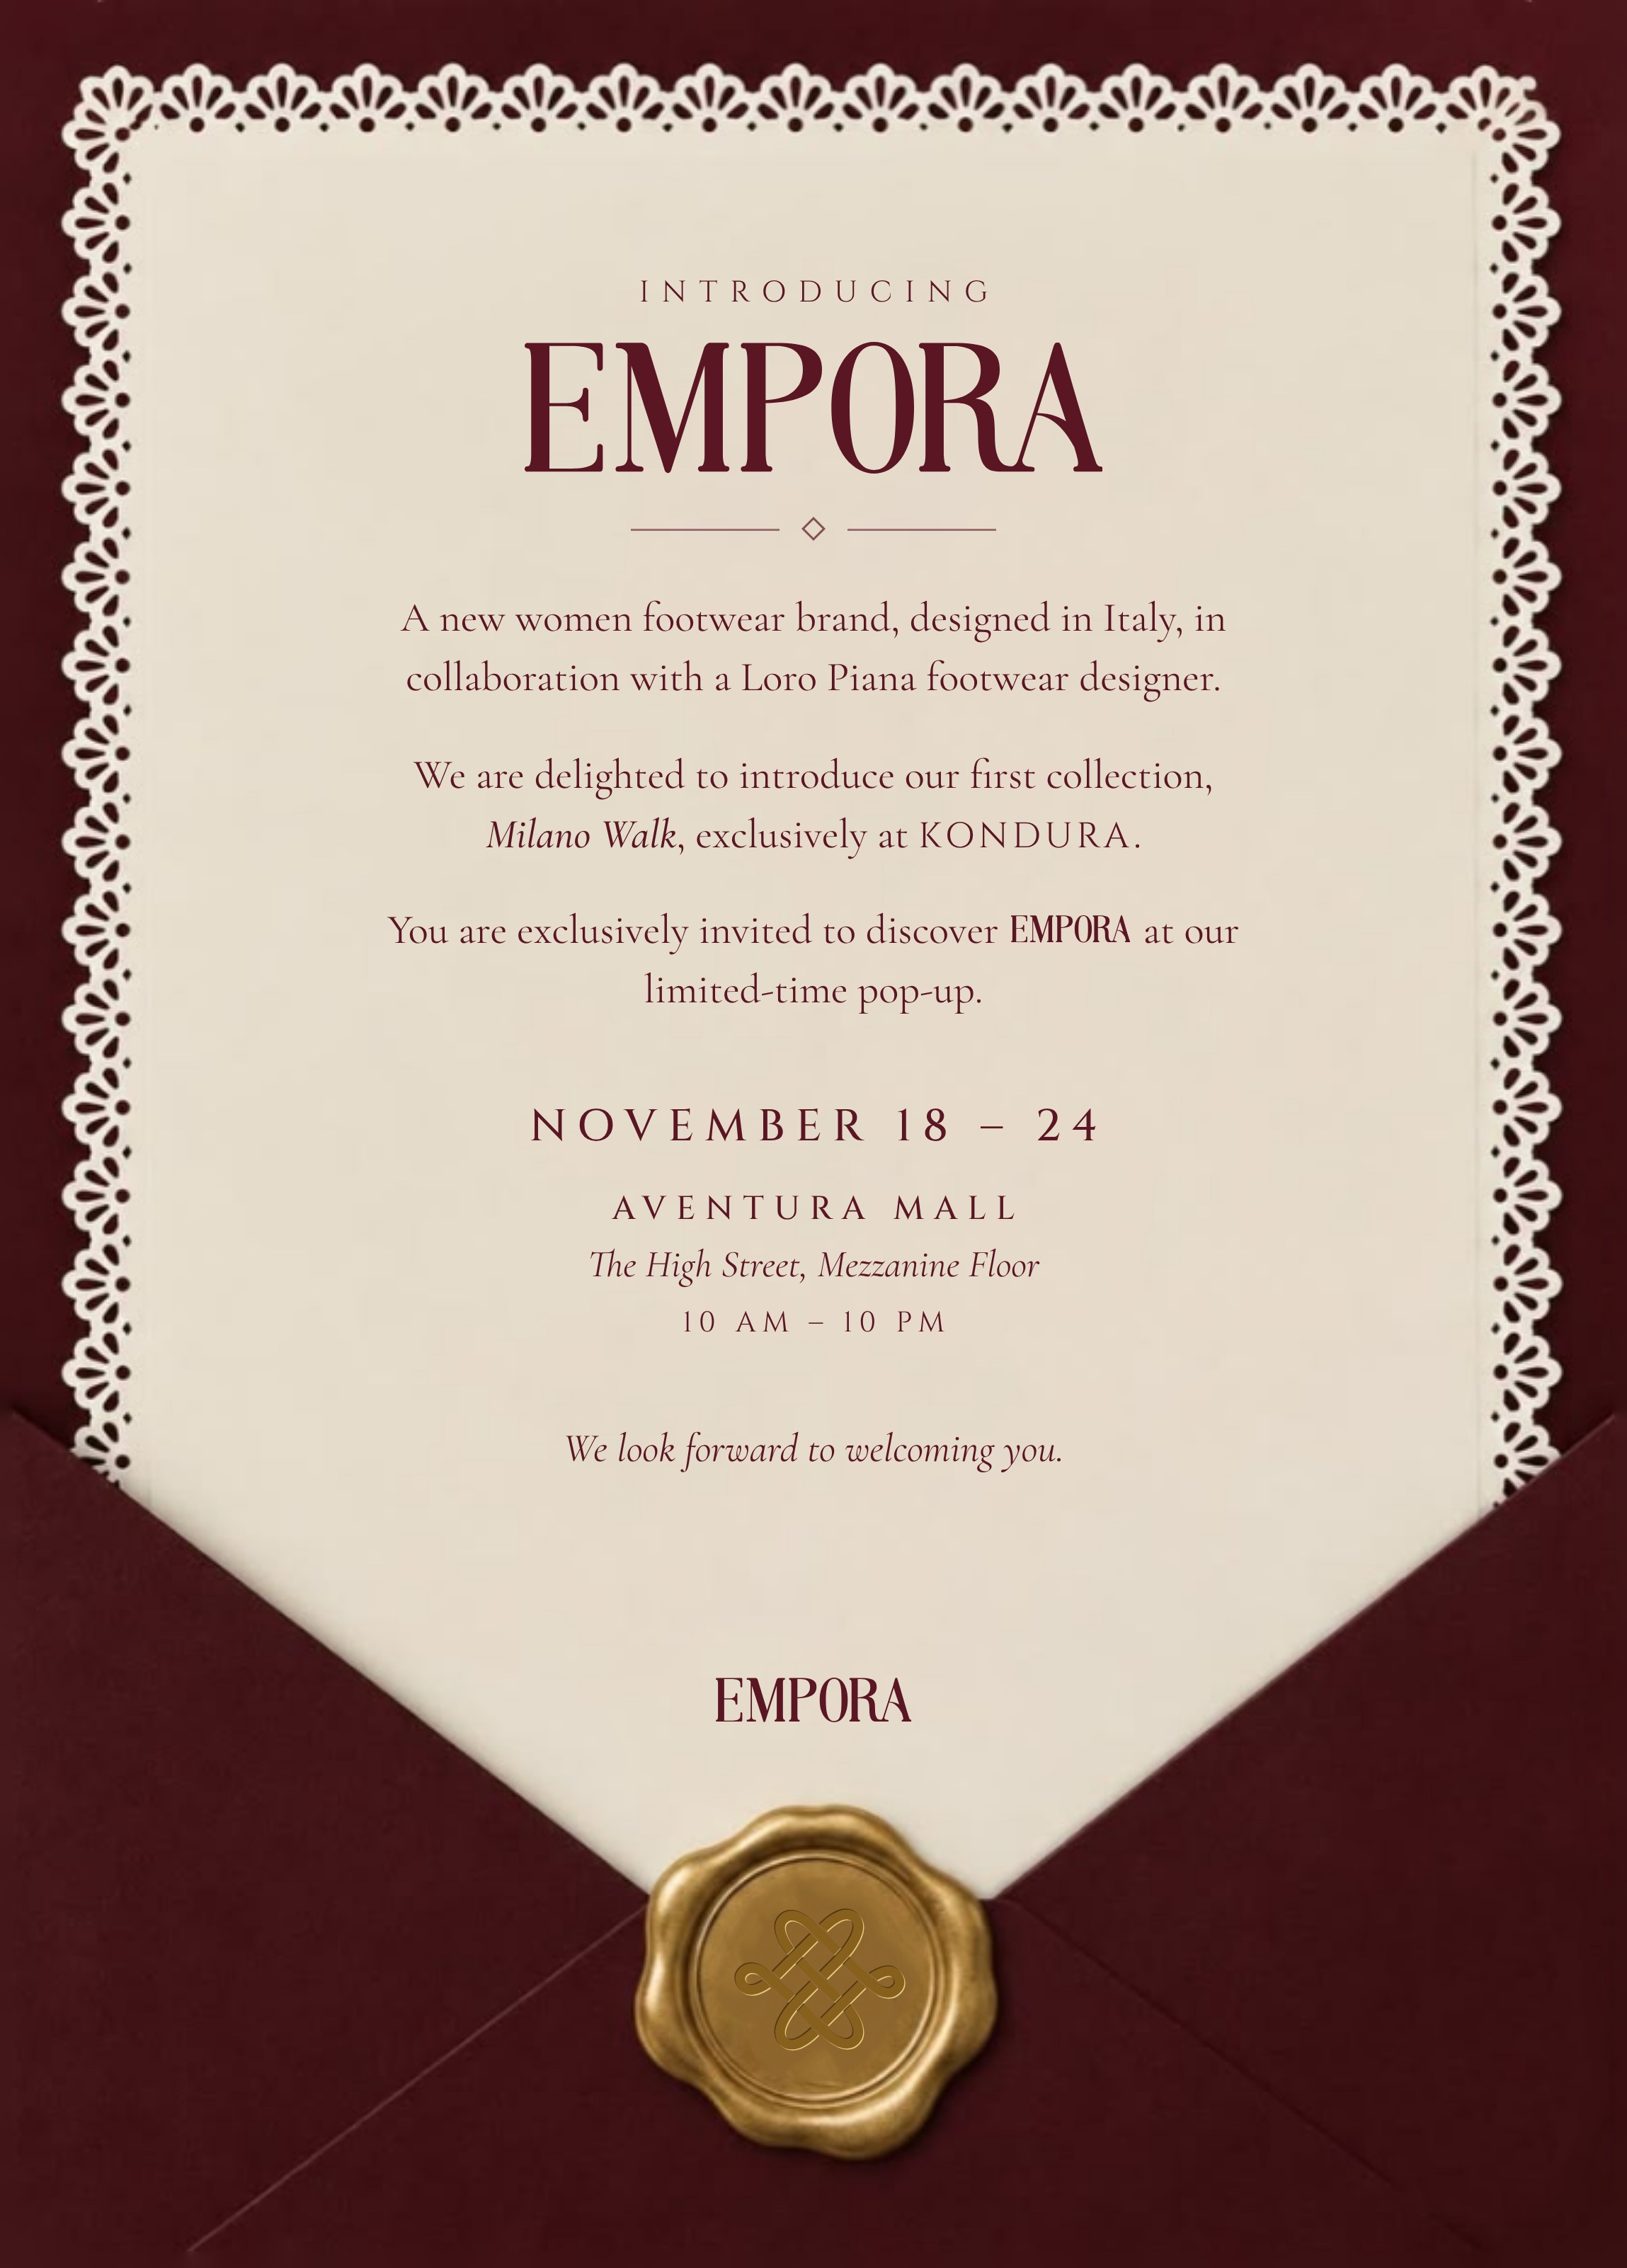 INTRODUCING
EMPORA
A new women footwear brand, designed in Italy, in
collaboration with a Loro Piana footwear designer.
We are delighted to introduce our first collection,
Milano Walk, exclusively at KONDURA.
You are exclusively invited to discover EMPORA at our
limited-time pop-up.
NOVEMBER 18 – 24
AVENTURA MALL
The High Street, Mezzanine Floor
10 AM – 10 PM
We look forward to welcoming you.
EMPORA